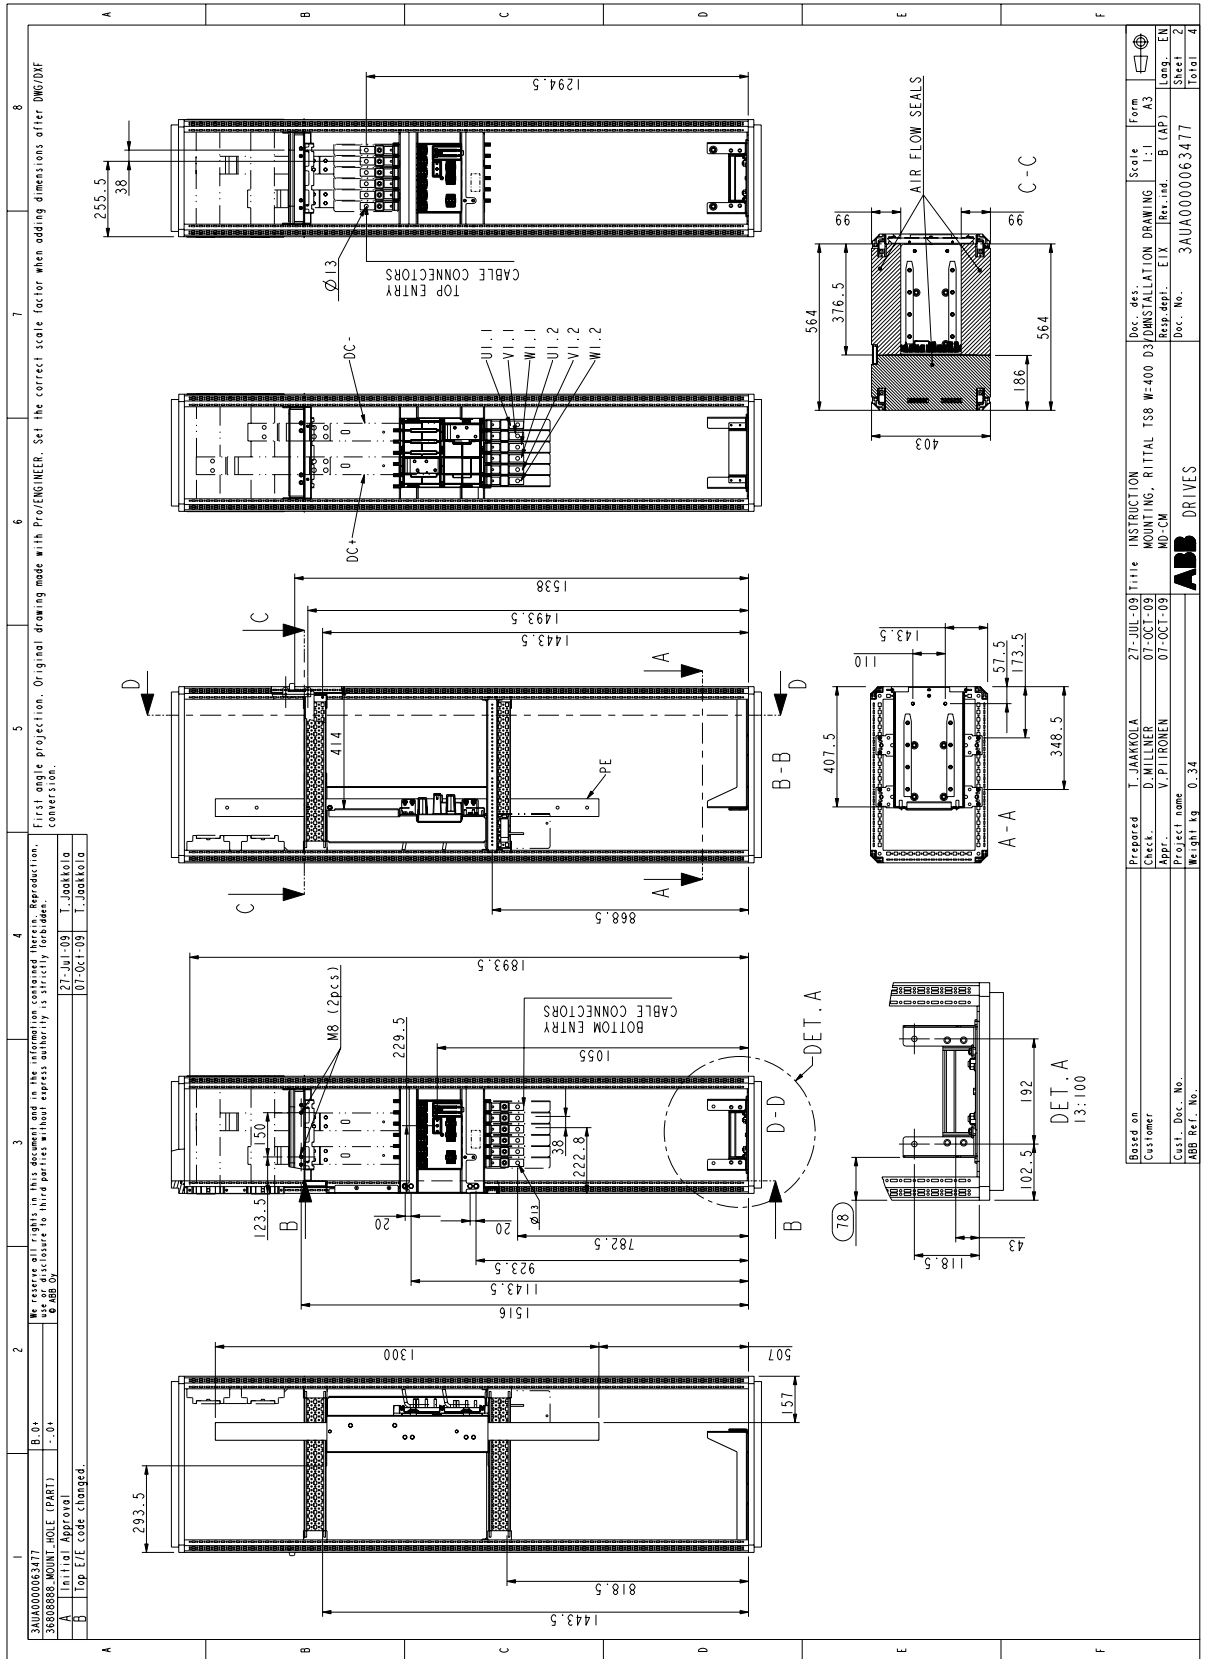 1
2
3
4
5
6
7
8
A
B
C
D
E
F
A
B
C
D
E
F
3AUA0000063477
B.0+
36808888_MOUNT_HOLE (PART)
-.0+
A
Initial Approval
27-Jul-09
T.Jaakkola
B
Top E/E code changed.
07-Oct-09
T.Jaakkola
We reserve all rights in this document and in the information contained therein. Reproduction,
use or disclosure to third parties without express authority is strictly forbidden.
© ABB Oy
First angle projection. Original drawing made with Pro/ENGINEER. Set the correct scale factor when adding dimensions after DWG/DXF
conversion.
293.5
1300
507
157
818.5
1443.5
123.5
150
M8 (2pcs)
229.5
20
20
B
B
Ø13
38
222.8
1055
BOTTOM ENTRY
CABLE CONNECTORS
782.5
923.5
1143.5
1516
1893.5
D-D
DET.A
C
C
D
D
A
A
414
PE
868.5
1443.5
1493.5
1538
B-B
DC+
DC-
U1.1
V1.1
W1.1
U1.2
V1.2
W1.2
255.5
38
Ø13
TOP ENTRY
CABLE CONNECTORS
1294.5
78
102.5
192
118.5
43
DET.A
13:100
407.5
110
143.5
57.5
173.5
348.5
A-A
564
376.5
99
99
186
564
403
AIR FLOW SEALS
C-C
Based on
Customer
Cust. Doc. No.
ABB Ref. No.
Prepared
T.JAAKKOLA
27-JUL-09
Check.
D.MILLNER
07-OCT-09
Appr.
V.PIIRONEN
07-OCT-09
Project name
Weight kg
0.34
Title
INSTRUCTION
MOUNTING, RITTAL TS8 W=400
MD-CM
ABB DRIVES
Doc. des.
INSTALLATION DRAWING
Scale
1:1
Form
A3
Resp.dept.
EIX
Rev.ind.
B (AP)
Lang.
EN
Doc. No.
3AUA0000063477
Sheet
2
Total
4